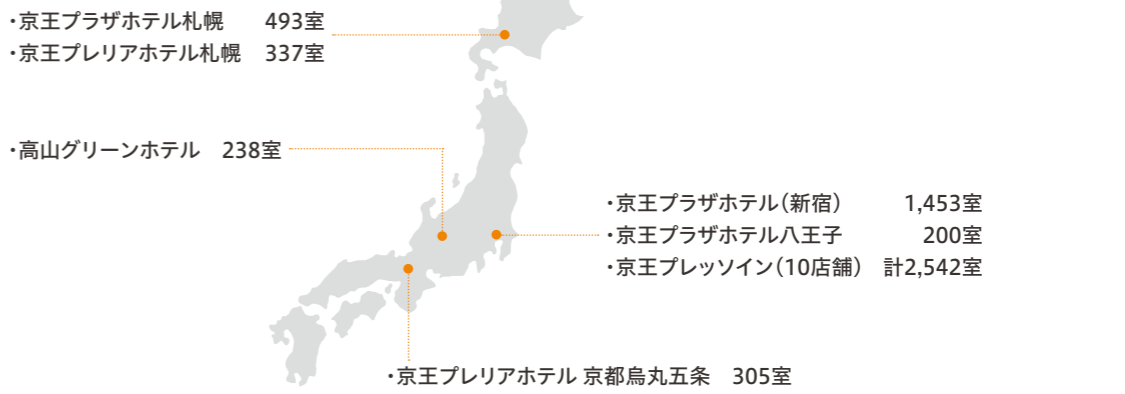 ・京王プラザホテル札幌　493室
・京王プレリアホテル札幌　337室
・高山グリーンホテル　238室
・京王プラザホテル（新宿）　1,453室
・京王プラザホテル八王子　200室
・京王プレッソイン（10店舗）　計2,542室
・京王プレリアホテル 京都烏丸五条　305室